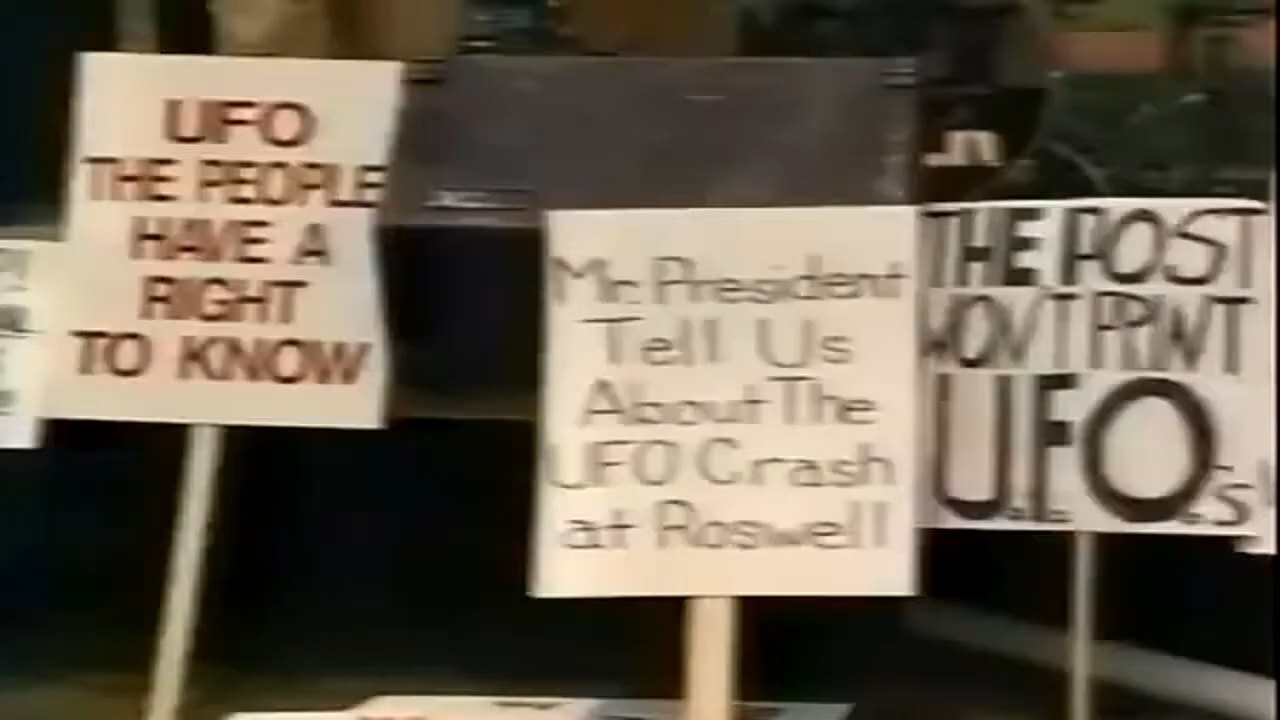 UFO
THE PEOPLE
HAVE A
RIGHT
TO KNOW
Mr. President
Tell Us
About The
UFO Crash
at Roswell
THE POST
WON'T PRINT
U.F.O.s!